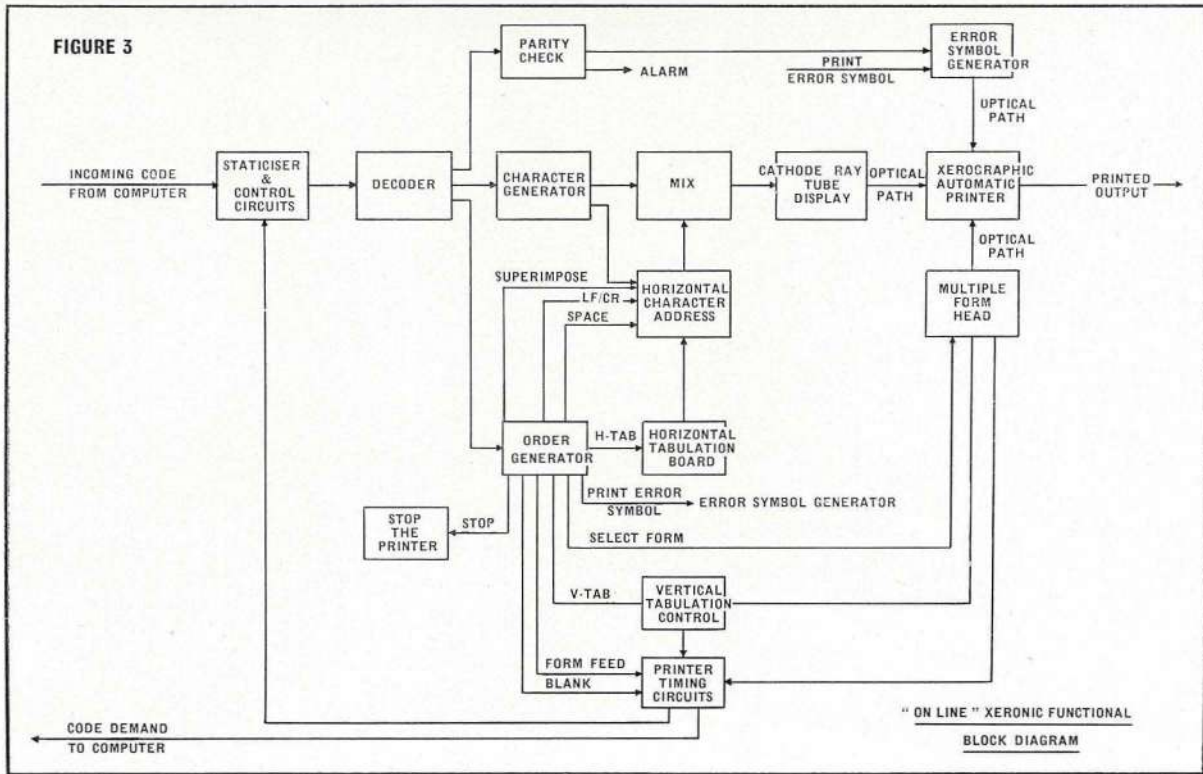 FIGURE 3
PARITY
CHECK
ALARM
PRINT
ERROR SYMBOL
ERROR
SYMBOL
GENERATOR
OPTICAL
PATH
INCOMING CODE
FROM COMPUTER
STATICISER
&
CONTROL
CIRCUITS
DECODER
CHARACTER
GENERATOR
MIX
CATHODE RAY
TUBE
DISPLAY
OPTICAL
PATH
XEROGRAPHIC
AUTOMATIC
PRINTER
PRINTED
OUTPUT
OPTICAL
PATH
SUPERIMPOSE
LF/CR
SPACE
HORIZONTAL
CHARACTER
ADDRESS
MULTIPLE
FORM
HEAD
ORDER
GENERATOR
H-TAB
HORIZONTAL
TABULATION
BOARD
PRINT ERROR
SYMBOL
ERROR SYMBOL GENERATOR
STOP
THE
PRINTER
STOP
SELECT FORM
V-TAB
VERTICAL
TABULATION
CONTROL
FORM FEED
BLANK
PRINTER
TIMING
CIRCUITS
CODE DEMAND
TO COMPUTER
"ON LINE" XERONIC FUNCTIONAL
BLOCK DIAGRAM